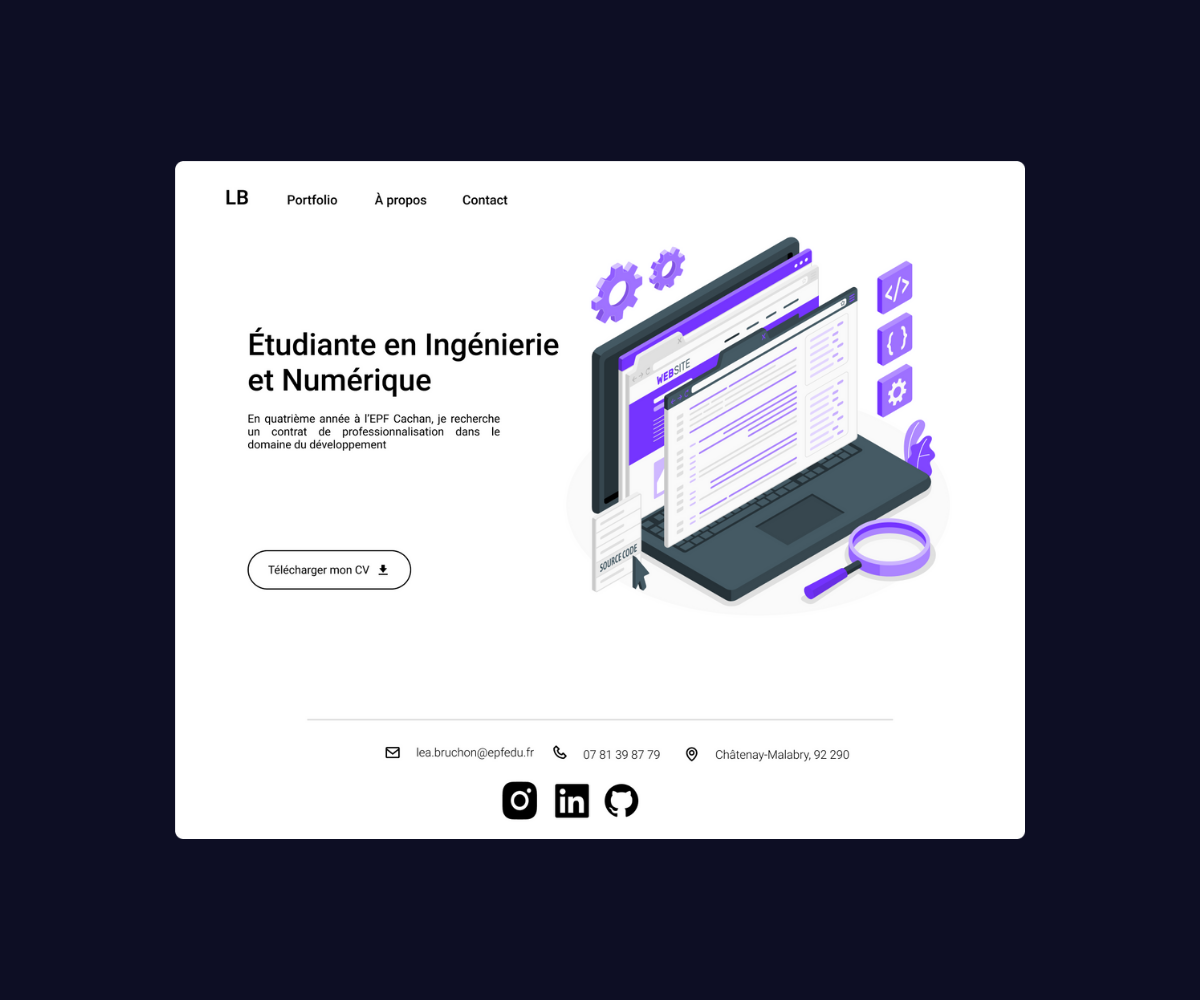 LB Portfolio À propos Contact
Étudiante en Ingénierie
et Numérique
En quatrième année à l'EPF Cachan, je recherche
un contrat de professionnalisation dans le
domaine du développement
WEBSITE
SOURCE CODE
Télécharger mon CV
lea.bruchon@epfedu.fr 07 81 39 87 79 Châtenay-Malabry, 92 290
in